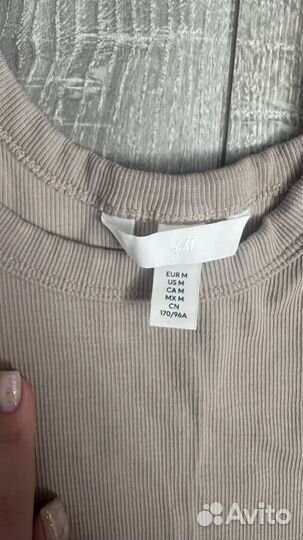 H&M
EUR M
US M
CA M
MX M
CN
170/96A
Avito